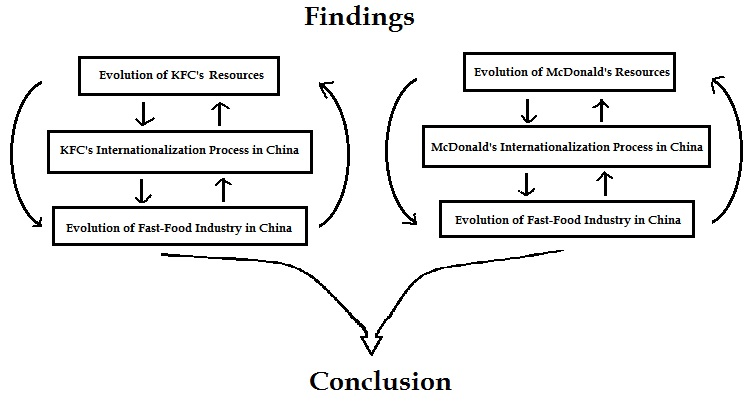 Findings
Evolution of KFC's Resources
KFC's Internationalization Process in China
Evolution of Fast-Food Industry in China
Evolution of McDonald's Resources
McDonald's Internationalization Process in China
Evolution of Fast-Food Industry in China
Conclusion